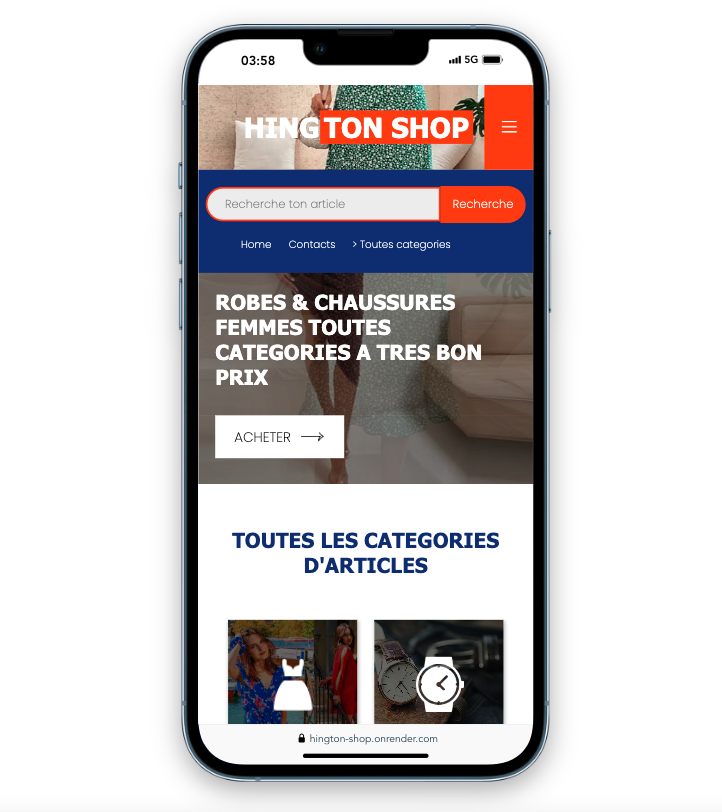 03:58 5G
HINGTON SHOP
Recherche ton article Recherche
Home Contacts > Toutes categories
ROBES & CHAUSSURES
FEMMES TOUTES
CATEGORIES A TRES BON
PRIX
ACHETER
TOUTES LES CATEGORIES
D'ARTICLES
hington-shop.onrender.com